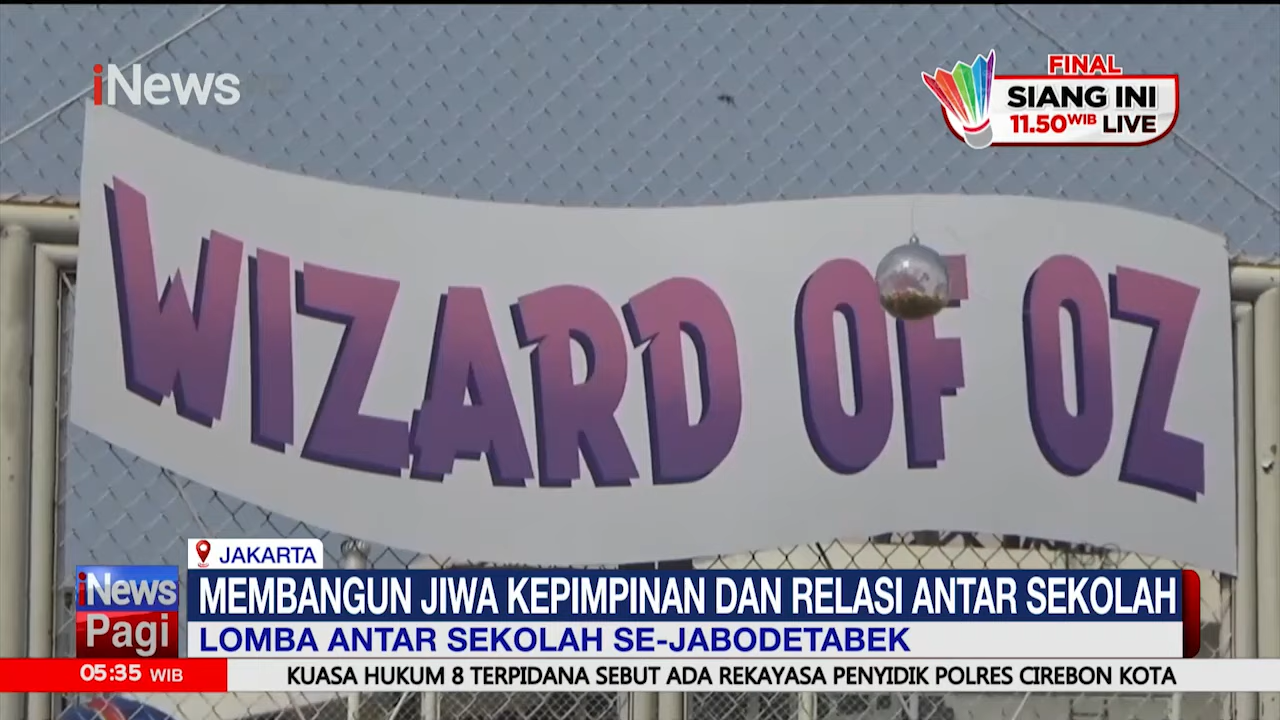 iNews
FINAL
SIANG INI
11.50 WIB LIVE
WIZARD OF OZ
JAKARTA
iNews
Pagi
MEMBANGUN JIWA KEPIMPINAN DAN RELASI ANTAR SEKOLAH
LOMBA ANTAR SEKOLAH SE-JABODETABEK
05:35 WIB
KUASA HUKUM 8 TERPIDANA SEBUT ADA REKAYASA PENYIDIK POLRES CIREBON KOTA